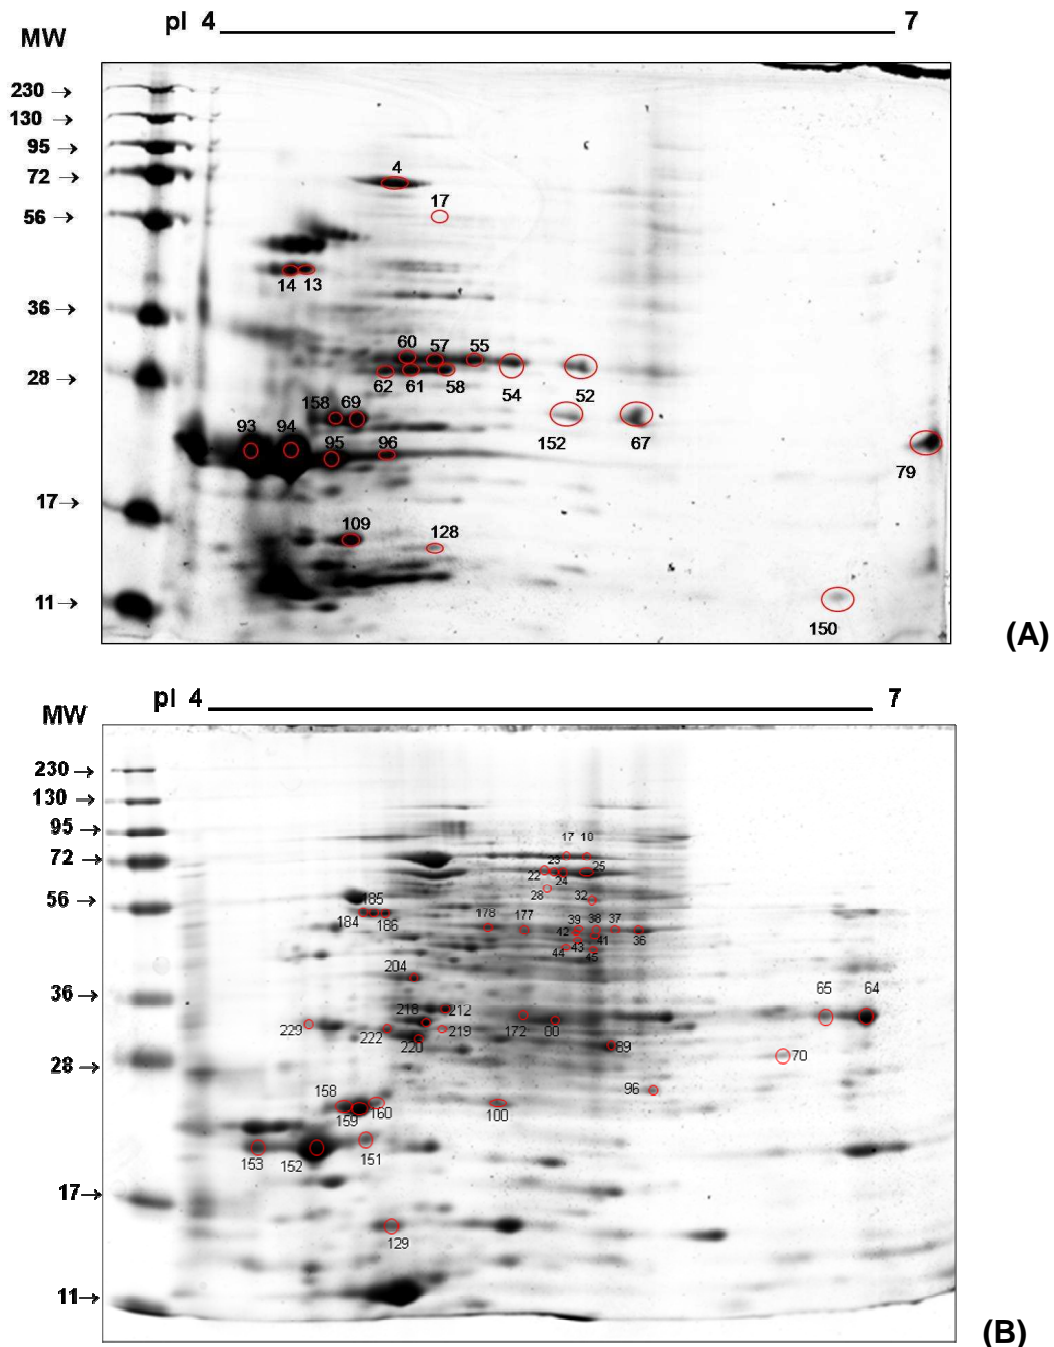 pI 4 7
MW
230 →
130 →
95 →
72 →
56 →
36 →
28 →
17→
11→
4
17
14 13
60 57 55
62 61 58 54 52
158 69
152 67
93 94 95 96
79
109 128
150
(A)
pI 4 7
MW
230 →
130 →
95 →
72 →
56 →
36 →
28 →
17→
11→
17 10
23
22 24 25
28 32
185
184 186
178 177 39 38 37
42 41 36
44 43
45
204
65 64
218 212
229 222 219 172 80
220 89
70
96
158
159 160 100
153 152 151
129
(B)